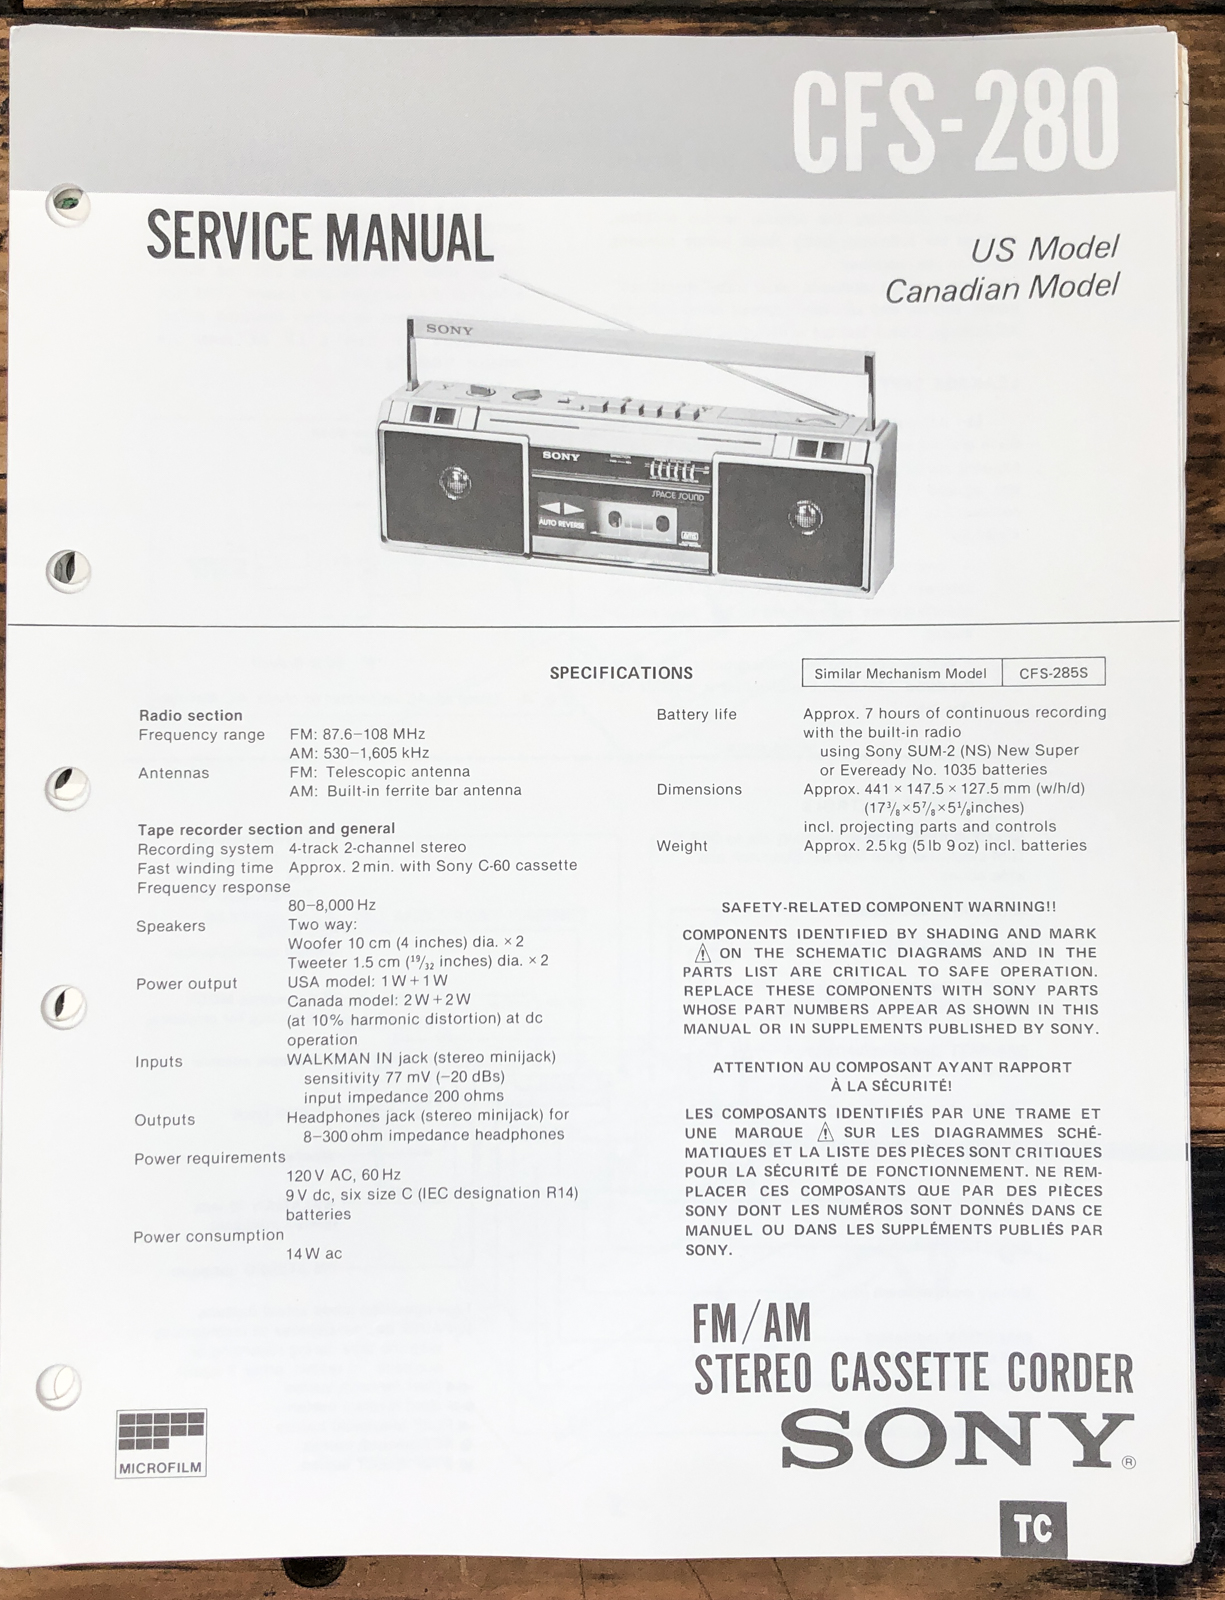 CFS-280
SERVICE MANUAL
US Model
Canadian Model
SONY
SONY
SPACE SOUND
AUTO REVERSE
SPECIFICATIONS
Similar Mechanism Model CFS-285S
Radio section
Frequency range FM: 87.6–108 MHz
AM: 530–1,605 kHz
Antennas FM: Telescopic antenna
AM: Built-in ferrite bar antenna
Tape recorder section and general
Recording system 4-track 2-channel stereo
Fast winding time Approx. 2 min. with Sony C-60 cassette
Frequency response
80–8,000 Hz
Speakers Two way:
Woofer 10 cm (4 inches) dia. × 2
Tweeter 1.5 cm (19/32 inches) dia. × 2
Power output USA model: 1 W + 1 W
Canada model: 2 W + 2 W
(at 10% harmonic distortion) at dc
operation
Inputs WALKMAN IN jack (stereo minijack)
sensitivity 77 mV (−20 dBs)
input impedance 200 ohms
Outputs Headphones jack (stereo minijack) for
8–300 ohm impedance headphones
Power requirements
120 V AC, 60 Hz
9 V dc, six size C (IEC designation R14)
batteries
Power consumption
14 W ac
Battery life Approx. 7 hours of continuous recording
with the built-in radio
using Sony SUM-2 (NS) New Super
or Eveready No. 1035 batteries
Dimensions Approx. 441 × 147.5 × 127.5 mm (w/h/d)
(17 3/8 × 5 7/8 × 5 1/8 inches)
incl. projecting parts and controls
Weight Approx. 2.5 kg (5 lb 9 oz) incl. batteries
SAFETY-RELATED COMPONENT WARNING!!
COMPONENTS IDENTIFIED BY SHADING AND MARK
⚠ ON THE SCHEMATIC DIAGRAMS AND IN THE
PARTS LIST ARE CRITICAL TO SAFE OPERATION.
REPLACE THESE COMPONENTS WITH SONY PARTS
WHOSE PART NUMBERS APPEAR AS SHOWN IN THIS
MANUAL OR IN SUPPLEMENTS PUBLISHED BY SONY.
ATTENTION AU COMPOSANT AYANT RAPPORT
À LA SÉCURITÉ!
LES COMPOSANTS IDENTIFIÉS PAR UNE TRAME ET
UNE MARQUE ⚠ SUR LES DIAGRAMMES SCHÉ-
MATIQUES ET LA LISTE DES PIÈCES SONT CRITIQUES
POUR LA SÉCURITÉ DE FONCTIONNEMENT. NE REM-
PLACER CES COMPOSANTS QUE PAR DES PIÈCES
SONY DONT LES NUMÉROS SONT DONNÉS DANS CE
MANUEL OU DANS LES SUPPLÉMENTS PUBLIÉS PAR
SONY.
FM/AM
STEREO CASSETTE CORDER
SONY®
MICROFILM
TC